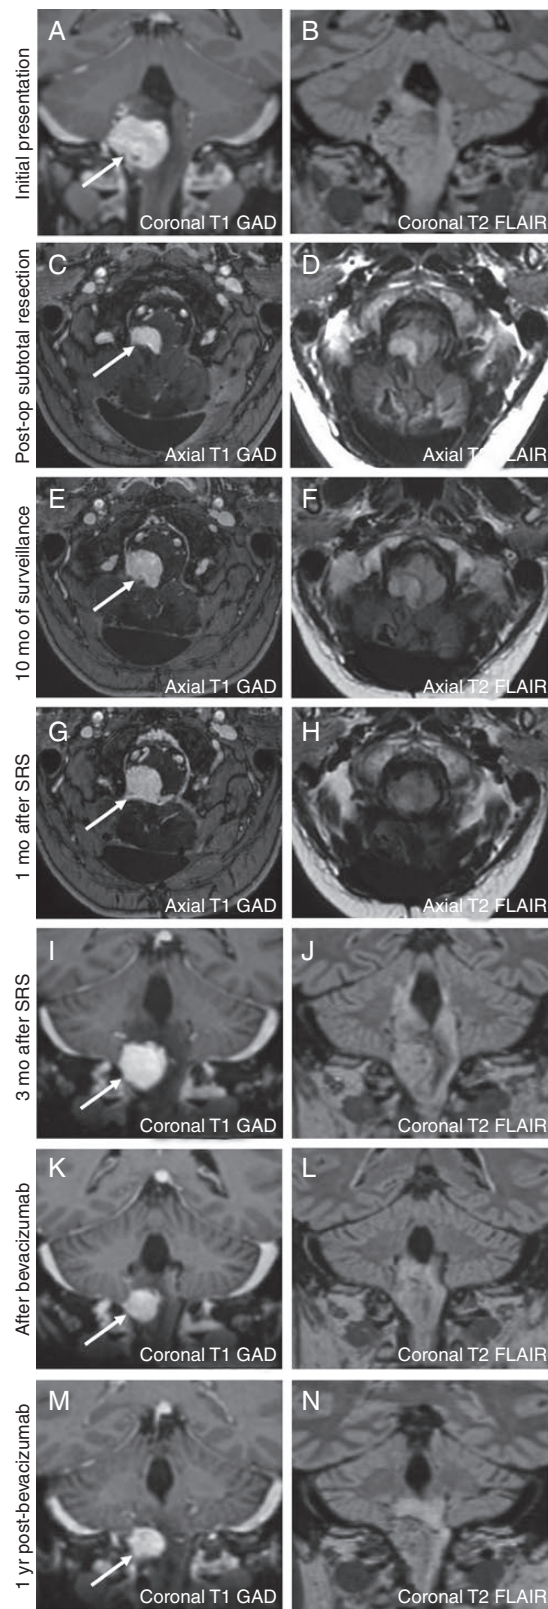 Initial presentation
A
Coronal T1 GAD
B
Coronal T2 FLAIR
Post-op subtotal resection
C
Axial T1 GAD
D
Axial T2 FLAIR
10 mo of surveillance
E
Axial T1 GAD
F
Axial T2 FLAIR
1 mo after SRS
G
Axial T1 GAD
H
Axial T2 FLAIR
3 mo after SRS
I
Coronal T1 GAD
J
Coronal T2 FLAIR
After bevacizumab
K
Coronal T1 GAD
L
Coronal T2 FLAIR
1 yr post-bevacizumab
M
Coronal T1 GAD
N
Coronal T2 FLAIR